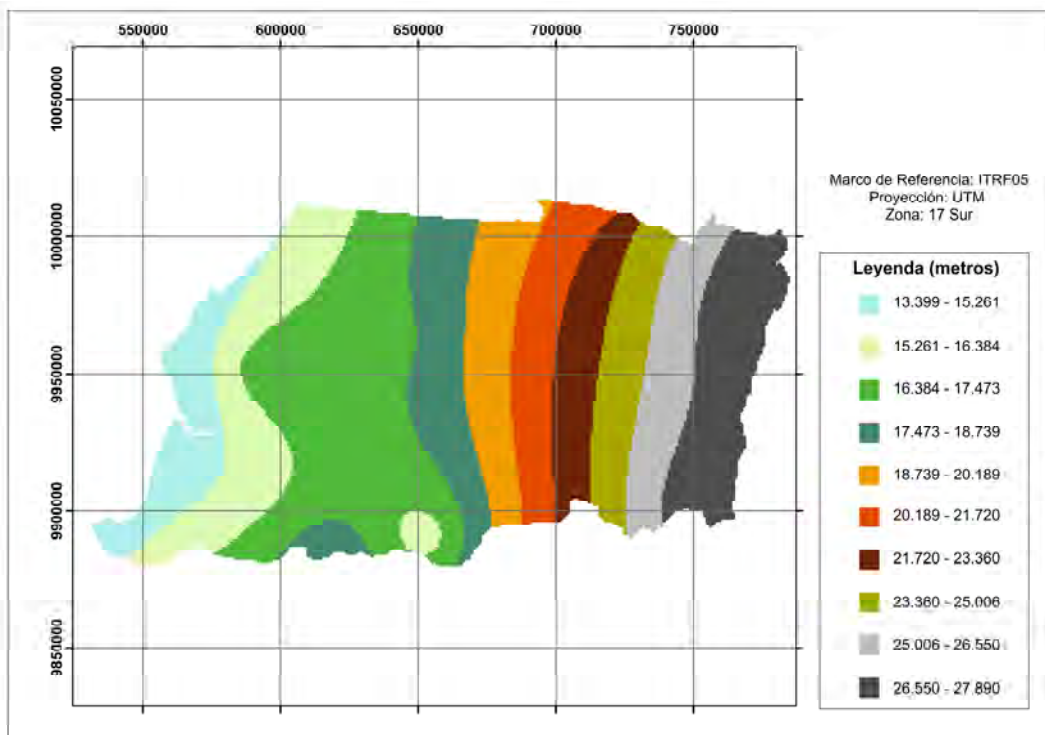 550000 600000 650000 700000 750000
10050000
10000000
9950000
9900000
9850000
Marco de Referencia: ITRF05
Proyección: UTM
Zona: 17 Sur
Leyenda (metros)
13.399 - 15.261
15.261 - 16.384
16.384 - 17.473
17.473 - 18.739
18.739 - 20.189
20.189 - 21.720
21.720 - 23.360
23.360 - 25.006
25.006 - 26.550
26.550 - 27.890